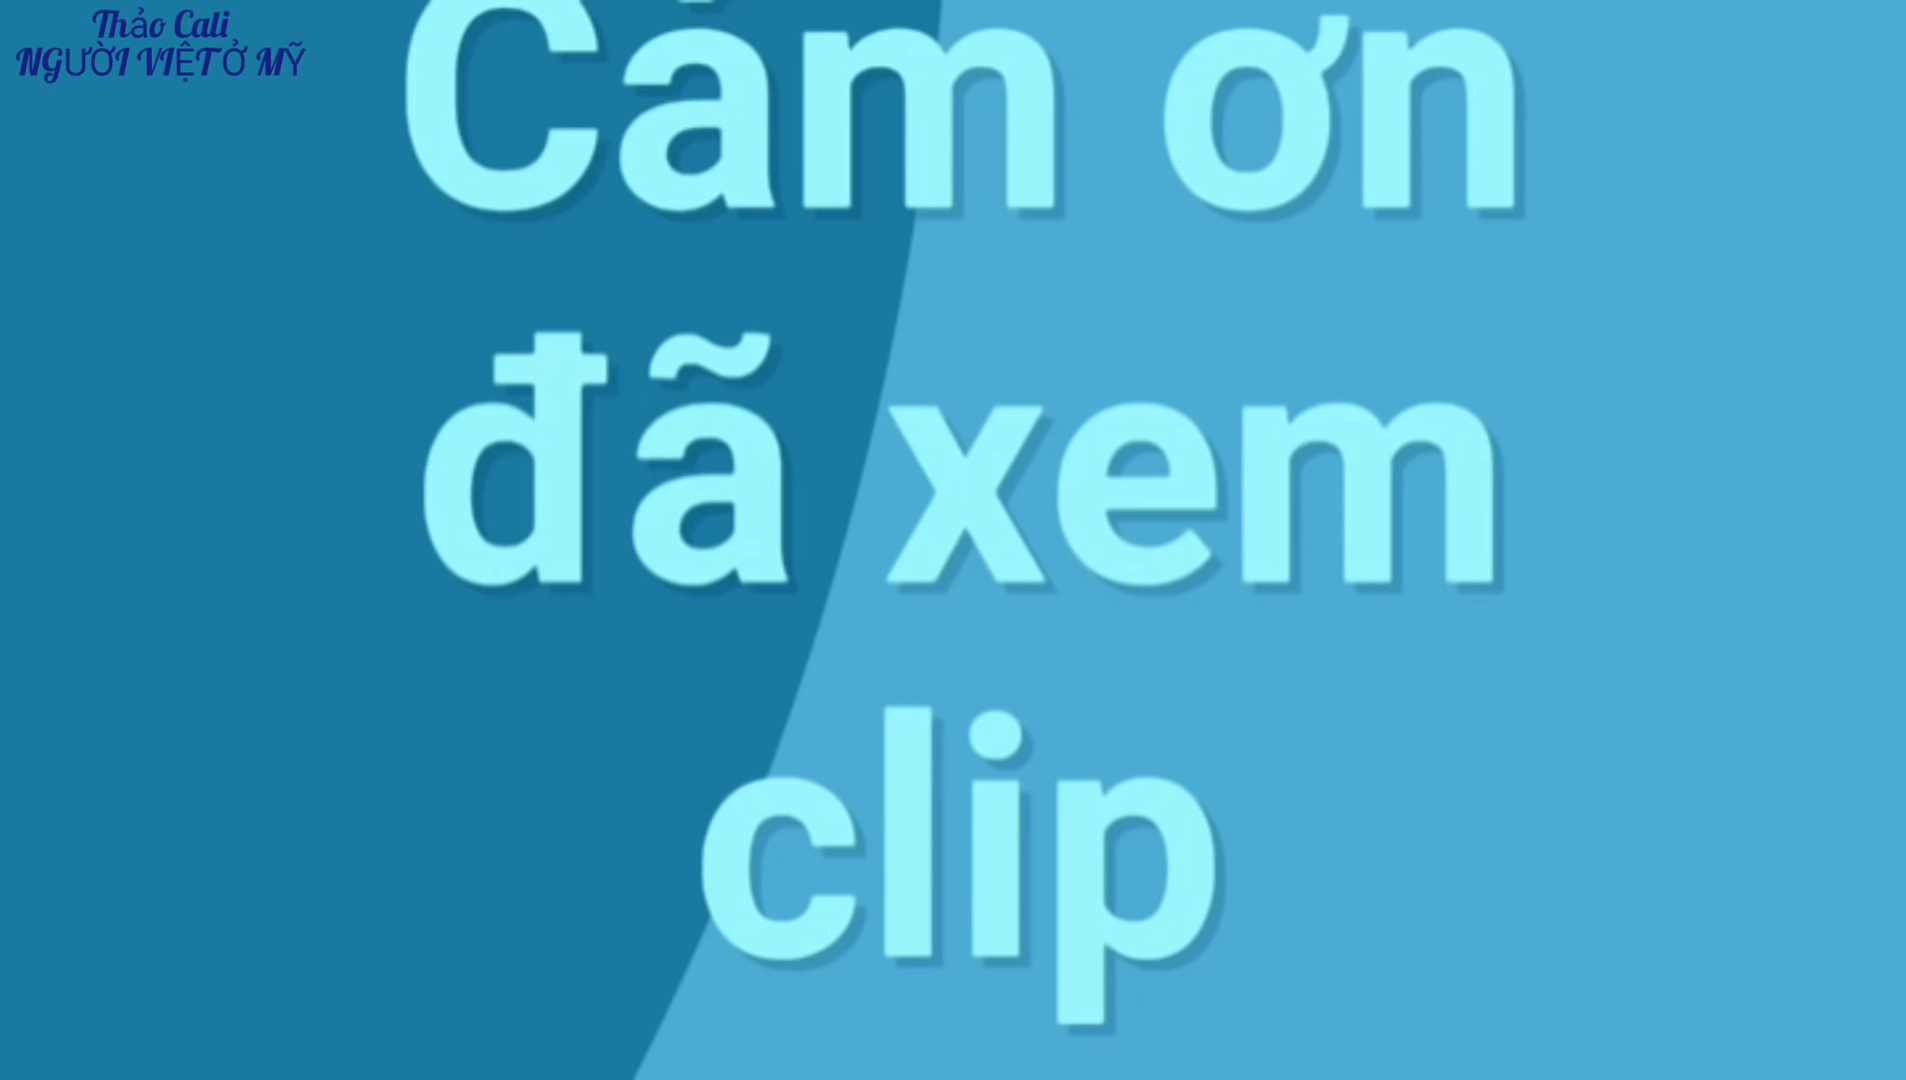 Thảo Cali
NGƯỜI VIỆT Ở MỸ
Cảm ơn
đã xem
clip